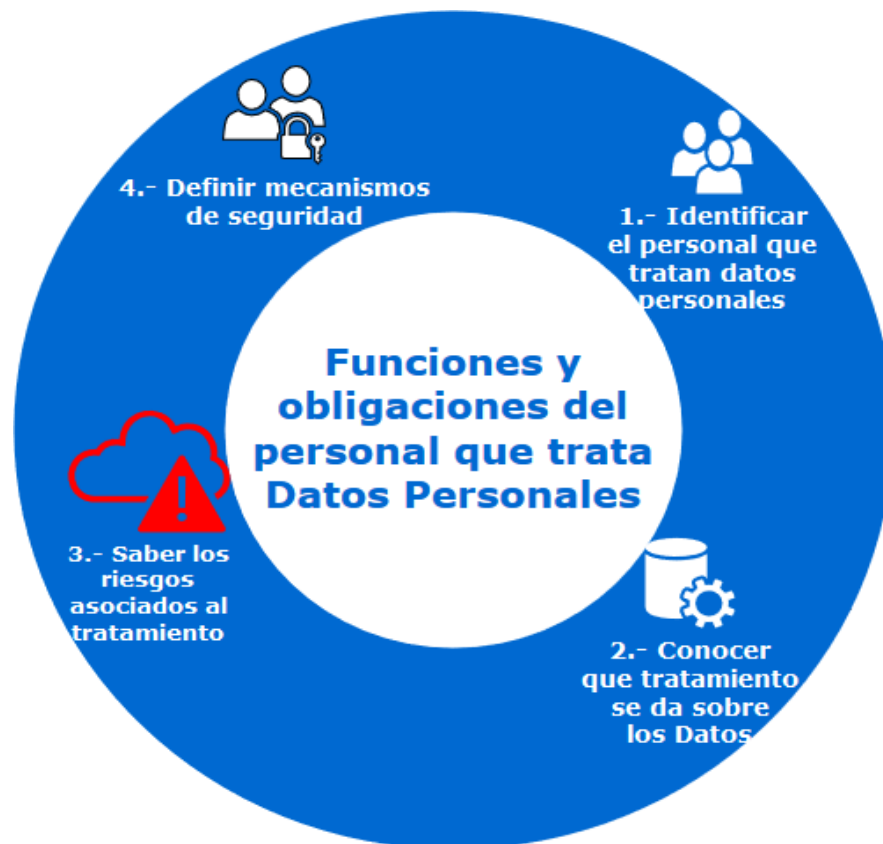 Funciones y
obligaciones del
personal que trata
Datos Personales
1.- Identificar
el personal que
tratan datos
personales
2.- Conocer
que tratamiento
se da sobre
los Datos
3.- Saber los
riesgos
asociados al
tratamiento
4.- Definir mecanismos
de seguridad